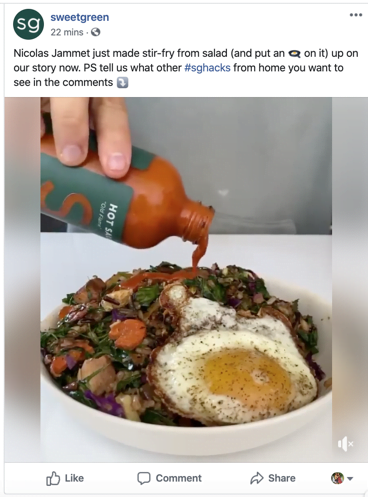 sg
sweetgreen
22 mins ·
Nicolas Jammet just made stir-fry from salad (and put an 🍳 on it) up on
our story now. PS tell us what other #sghacks from home you want to
see in the comments ⤵️
HOT SA
Like
Comment
Share